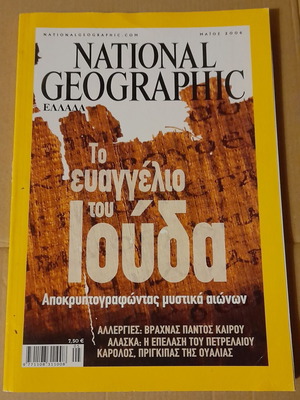 NATIONALGEOGRAPHIC.COM
ΜΑΪΟΣ 2006
NATIONAL
GEOGRAPHIC
ΕΛΛΑΔΑ
Το
ευαγγέλιο
του
Ιούδα
Αποκρυπτογραφώντας μυστικά αιώνων
ΑΛΛΕΡΓΙΕΣ: ΒΡΑΧΝΑΣ ΠΑΝΤΟΣ ΚΑΙΡΟΥ
ΑΛΑΣΚΑ: Η ΕΠΕΛΑΣΗ ΤΟΥ ΠΕΤΡΕΛΑΙΟΥ
ΚΑΡΟΛΟΣ, ΠΡΙΓΚΙΠΑΣ ΤΗΣ ΟΥΑΛΙΑΣ
7,50 €